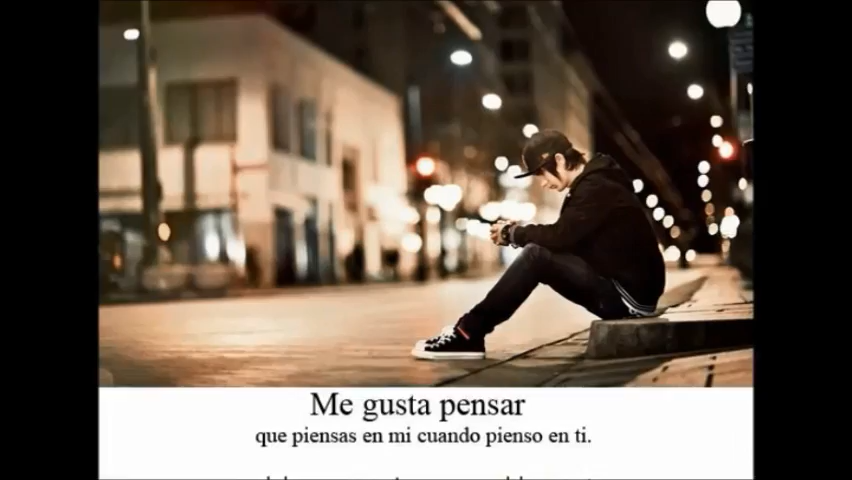 Me gusta pensar
que piensas en mi cuando pienso en ti.